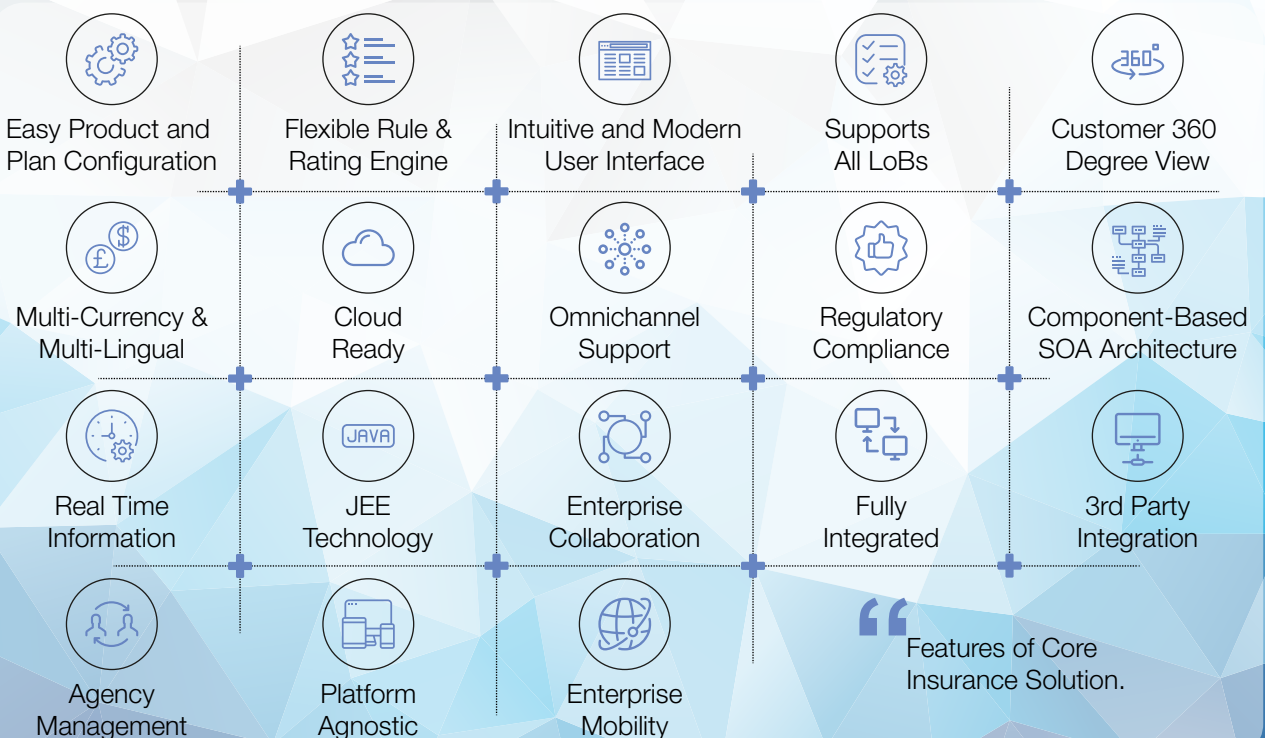 360°
Easy Product and
Plan Configuration
Flexible Rule &
Rating Engine
Intuitive and Modern
User Interface
Supports
All LoBs
Customer 360
Degree View
£ $
Multi-Currency &
Multi-Lingual
Cloud
Ready
Omnichannel
Support
Regulatory
Compliance
Component-Based
SOA Architecture
JAVA
Real Time
Information
JEE
Technology
Enterprise
Collaboration
Fully
Integrated
3rd Party
Integration
Agency
Management
Platform
Agnostic
Enterprise
Mobility
“
Features of Core
Insurance Solution.